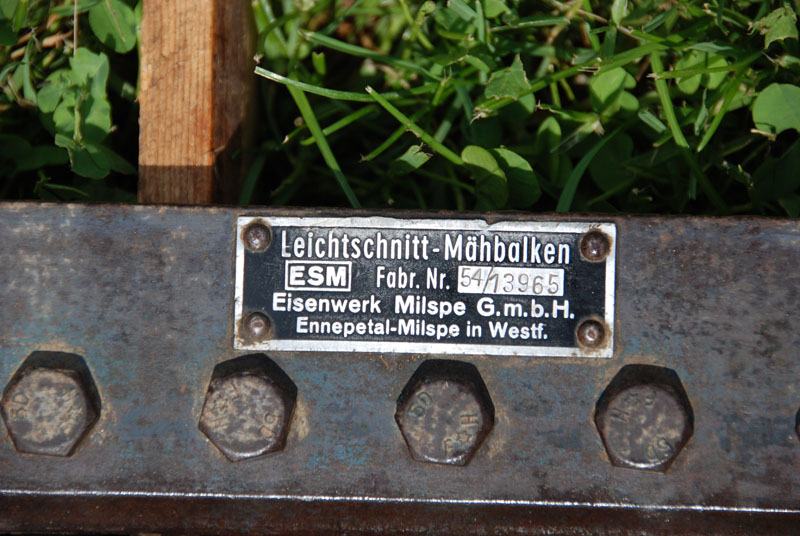 Leichtschnitt-Mähbalken
ESM Fabr. Nr. 54/13965
Eisenwerk Milspe G.m.b.H.
Ennepetal-Milspe in Westf.